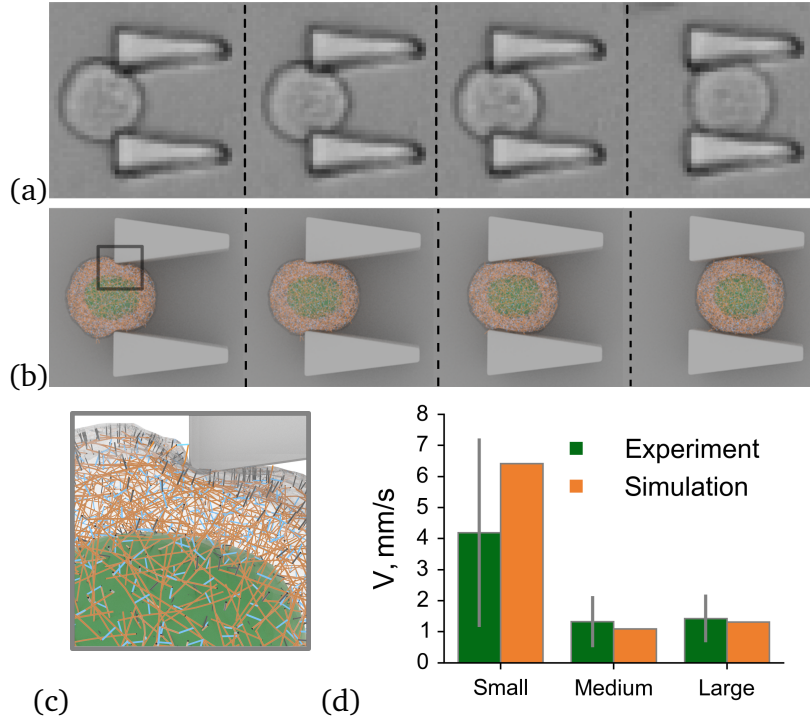 (a)
(b)
(c)
(d)
8
7
6
5
4
3
2
1
0
V, mm/s
Experiment
Simulation
Small Medium Large